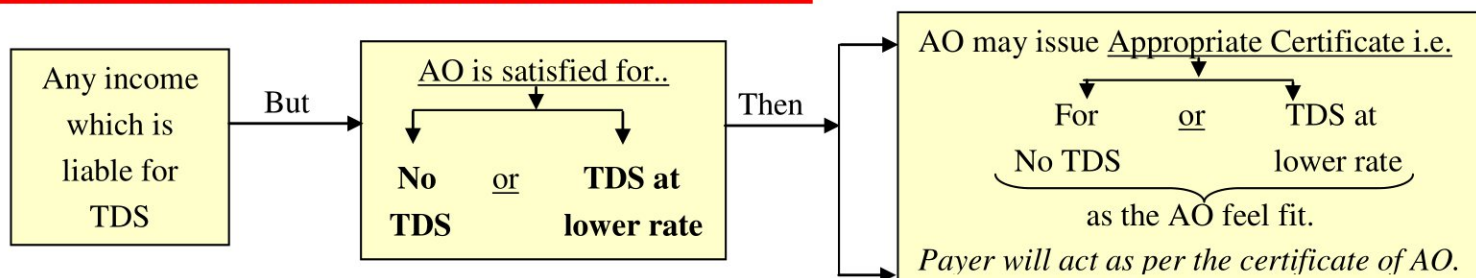 Any income
which is
liable for
TDS
But
AO is satisfied for..
No or TDS at
TDS lower rate
Then
AO may issue Appropriate Certificate i.e.
For or TDS at
No TDS lower rate
as the AO feel fit.
Payer will act as per the certificate of AO.